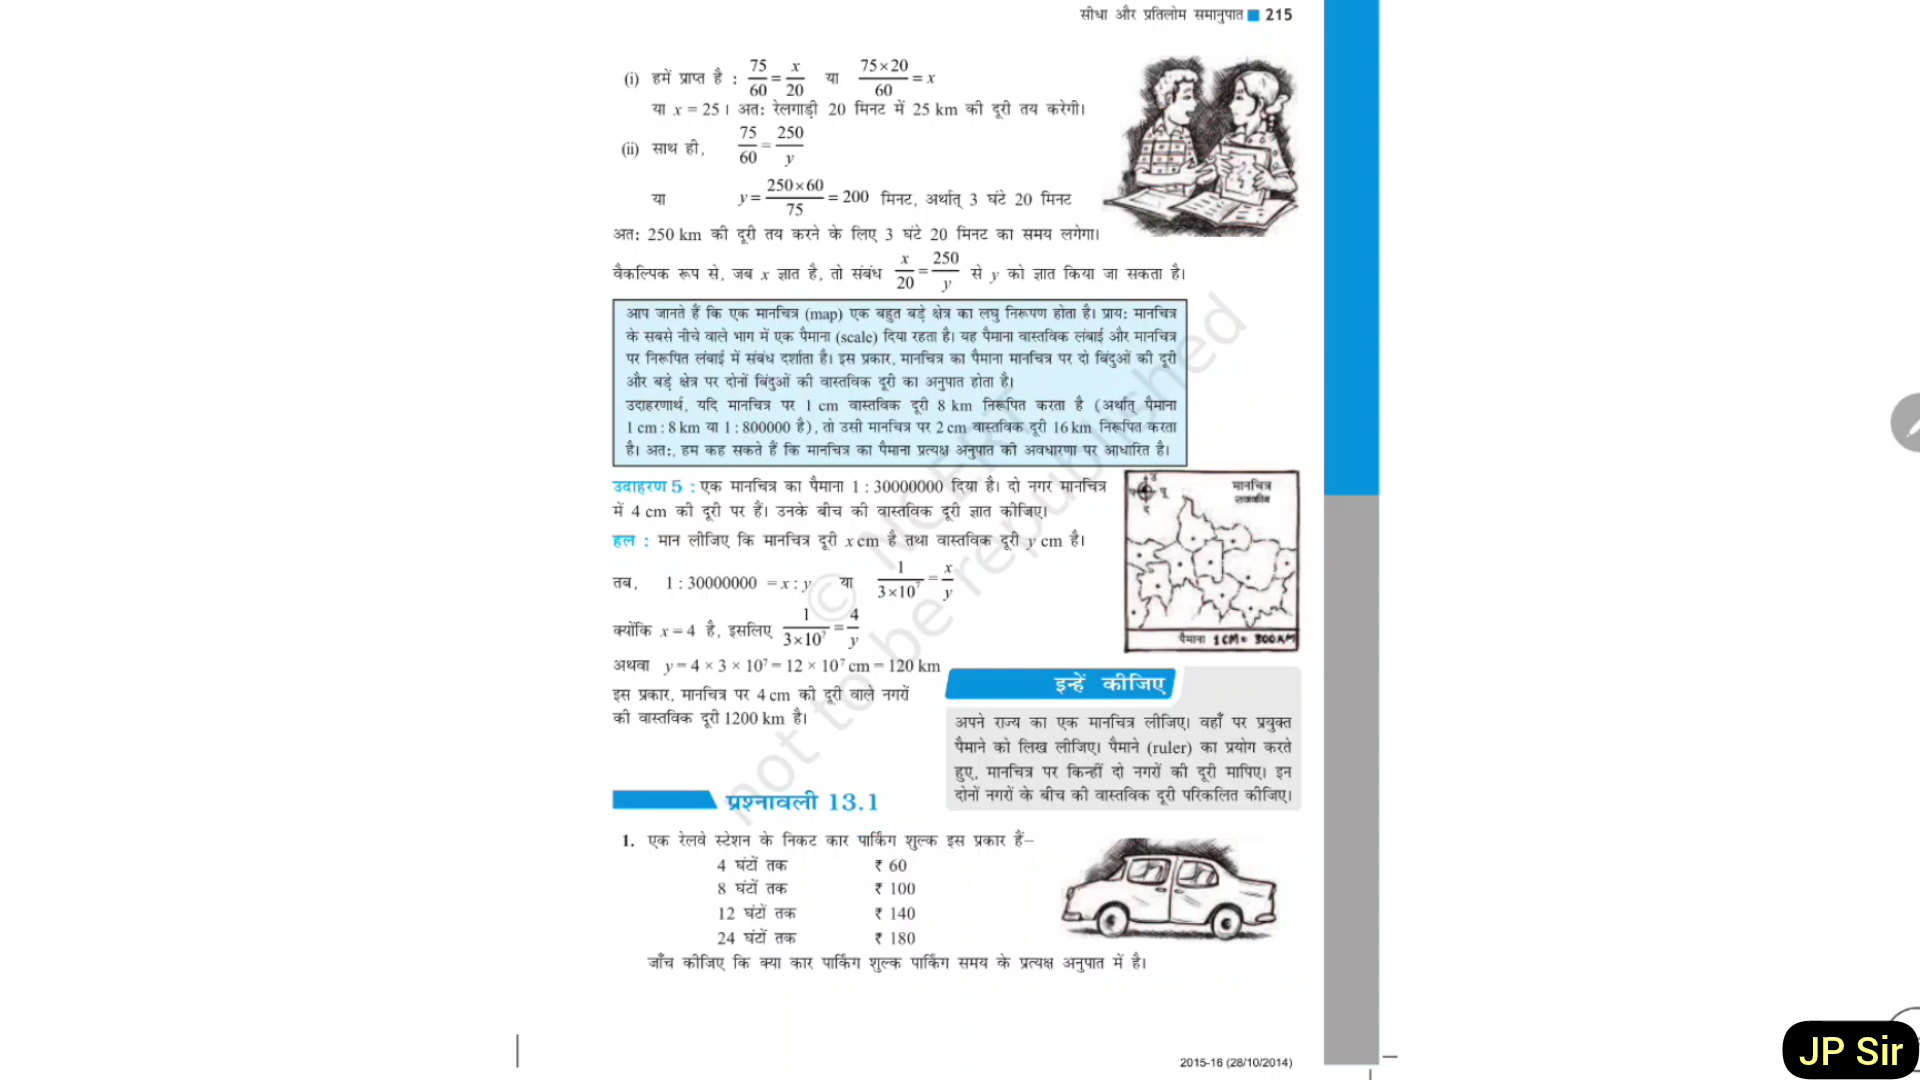 सीधा और प्रतिलोम समानुपात ■ 215
(i) हमें प्राप्त है : 75/60 = x/20 या 75×20/60 = x
या x = 25। अतः रेलगाड़ी 20 मिनट में 25 km की दूरी तय करेगी।
(ii) साथ ही, 75/60 = 250/y
या y = 250×60/75 = 200 मिनट, अर्थात् 3 घंटे 20 मिनट
अतः 250 km की दूरी तय करने के लिए 3 घंटे 20 मिनट का समय लगेगा।
वैकल्पिक रूप से, जब x ज्ञात है, तो संबंध x/20 = 250/y से y को ज्ञात किया जा सकता है।
आप जानते हैं कि एक मानचित्र (map) एक बहुत बड़े क्षेत्र का लघु निरूपण होता है। प्रायः मानचित्र
के सबसे नीचे वाले भाग में एक पैमाना (scale) दिया रहता है। यह पैमाना वास्तविक लंबाई और मानचित्र
पर निरूपित लंबाई में संबंध दर्शाता है। इस प्रकार, मानचित्र का पैमाना मानचित्र पर दो बिंदुओं की दूरी
और बड़े क्षेत्र पर दोनों बिंदुओं की वास्तविक दूरी का अनुपात होता है।
उदाहरणार्थ, यदि मानचित्र पर 1 cm वास्तविक दूरी 8 km निरूपित करता है (अर्थात् पैमाना
1 cm : 8 km या 1 : 800000 है), तो उसी मानचित्र पर 2 cm वास्तविक दूरी 16 km निरूपित करता
है। अतः, हम कह सकते हैं कि मानचित्र का पैमाना प्रत्यक्ष अनुपात की अवधारणा पर आधारित है।
उदाहरण 5 : एक मानचित्र का पैमाना 1 : 30000000 दिया है। दो नगर मानचित्र
में 4 cm की दूरी पर हैं। उनके बीच की वास्तविक दूरी ज्ञात कीजिए।
हल : मान लीजिए कि मानचित्र दूरी x cm है तथा वास्तविक दूरी y cm है।
तब, 1 : 30000000 = x : y या 1/3×10⁷ = x/y
क्योंकि x = 4 है, इसलिए 1/3×10⁷ = 4/y
अथवा y = 4 × 3 × 10⁷ = 12 × 10⁷ cm = 120 km
इस प्रकार, मानचित्र पर 4 cm की दूरी वाले नगरों
की वास्तविक दूरी 1200 km है।
उ
पू
द
मानचित्र
पैमाना 1CM= 300KM
इन्हें कीजिए
अपने राज्य का एक मानचित्र लीजिए। वहाँ पर प्रयुक्त
पैमाने को लिख लीजिए। पैमाने (ruler) का प्रयोग करते
हुए, मानचित्र पर किन्हीं दो नगरों की दूरी मापिए। इन
दोनों नगरों के बीच की वास्तविक दूरी परिकलित कीजिए।
प्रश्नावली 13.1
1. एक रेलवे स्टेशन के निकट कार पार्किंग शुल्क इस प्रकार हैं–
4 घंटों तक ₹ 60
8 घंटों तक ₹ 100
12 घंटों तक ₹ 140
24 घंटों तक ₹ 180
जाँच कीजिए कि क्या कार पार्किंग शुल्क पार्किंग समय के प्रत्यक्ष अनुपात में है।
© NCERT
not to be republished
2015-16 (28/10/2014)
JP Sir